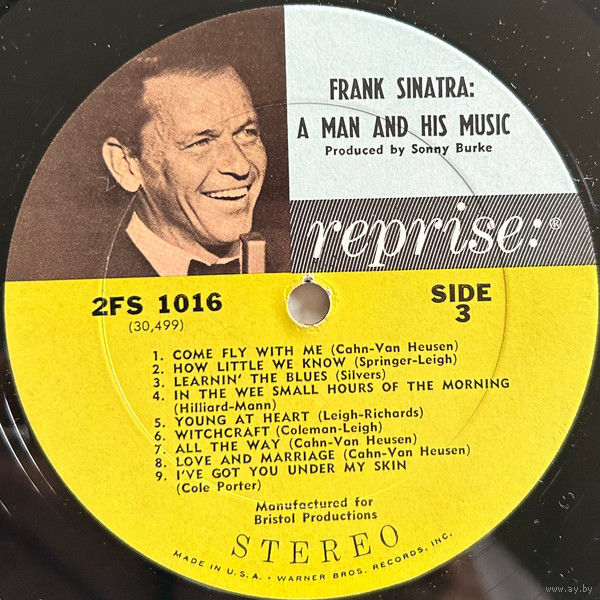 FRANK SINATRA:
A MAN AND HIS MUSIC
Produced by Sonny Burke
reprise:®
2FS 1016
(30,499)
SIDE
3
1. COME FLY WITH ME (Cahn-Van Heusen)
2. HOW LITTLE WE KNOW (Springer-Leigh)
3. LEARNIN' THE BLUES (Silvers)
4. IN THE WEE SMALL HOURS OF THE MORNING
(Hilliard-Mann)
5. YOUNG AT HEART (Leigh-Richards)
6. WITCHCRAFT (Coleman-Leigh)
7. ALL THE WAY (Cahn-Van Heusen)
8. LOVE AND MARRIAGE (Cahn-Van Heusen)
9. I'VE GOT YOU UNDER MY SKIN
(Cole Porter)
Manufactured for
Bristol Productions
STEREO
MADE IN U.S.A. • WARNER BROS. RECORDS, INC.
www.ay.by